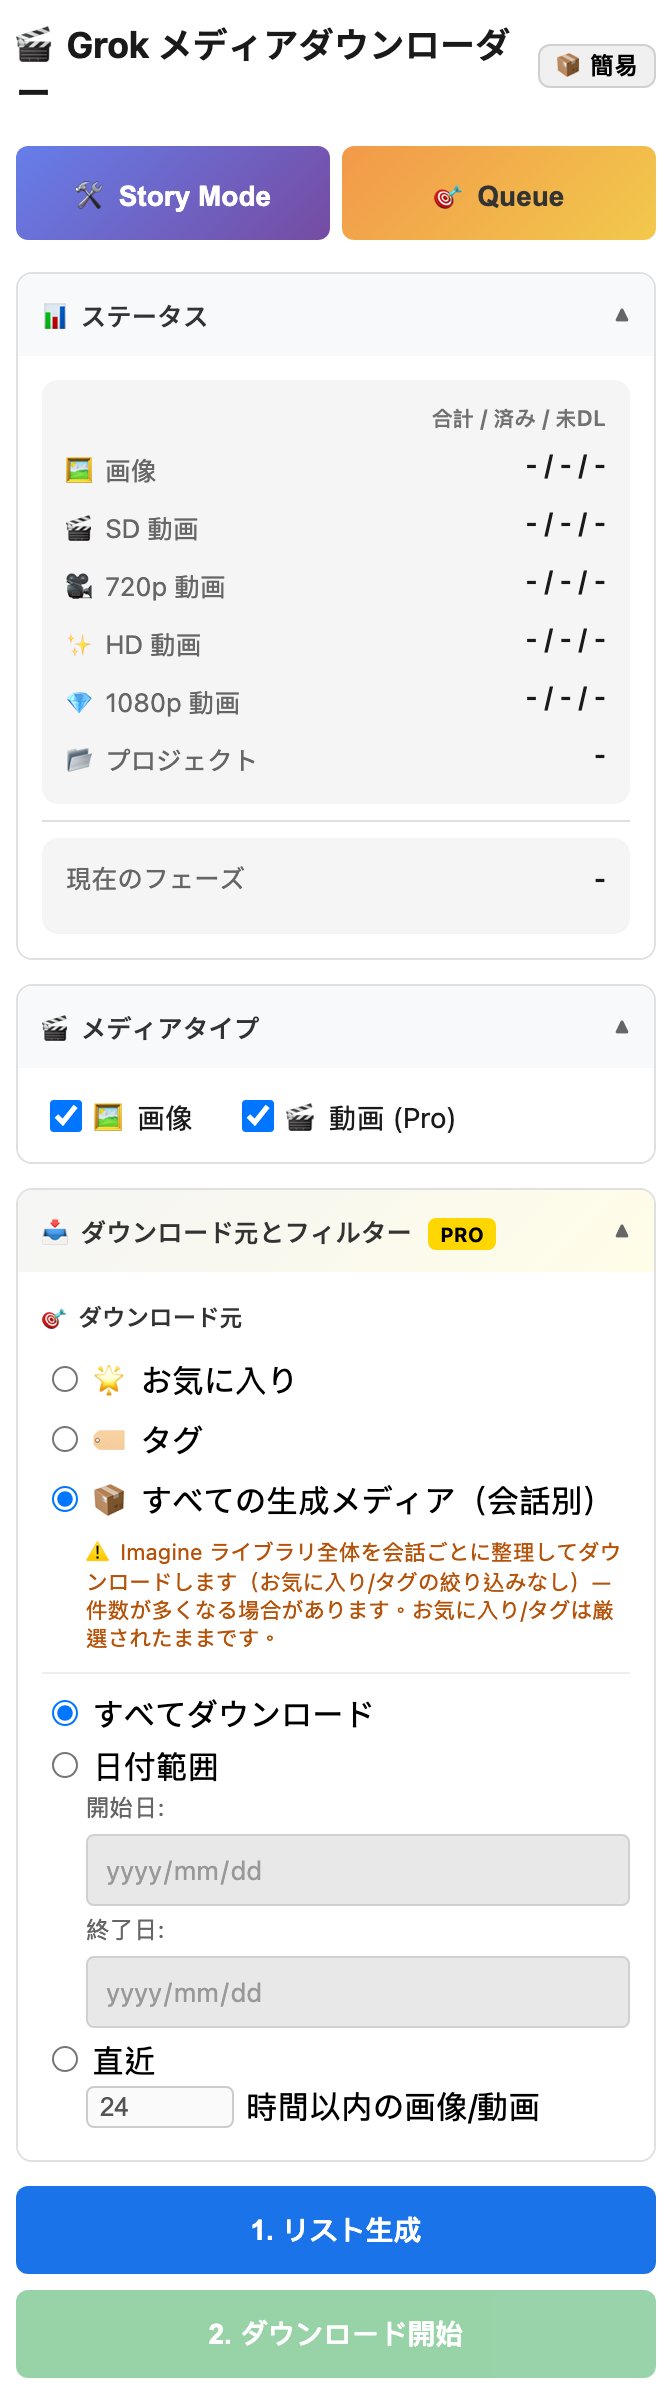 🎬 Grok メディアダウンローダ
ー
📦 簡易
🛠️ Story Mode
🎯 Queue
📊 ステータス ▲
合計 / 済み / 未DL
🖼️ 画像 - / - / -
🎬 SD 動画 - / - / -
🎥 720p 動画 - / - / -
✨ HD 動画 - / - / -
💎 1080p 動画 - / - / -
📂 プロジェクト -
現在のフェーズ -
🎬 メディアタイプ ▲
🖼️ 画像 🎬 動画 (Pro)
📥 ダウンロード元とフィルター PRO ▲
🎯 ダウンロード元
🌟 お気に入り
🏷️ タグ
📦 すべての生成メディア（会話別）
⚠️ Imagine ライブラリ全体を会話ごとに整理してダウ
ンロードします（お気に入り/タグの絞り込みなし）—
件数が多くなる場合があります。お気に入り/タグは厳
選されたままです。
すべてダウンロード
日付範囲
開始日:
yyyy/mm/dd
終了日:
yyyy/mm/dd
直近
24 時間以内の画像/動画
1. リスト生成
2. ダウンロード開始